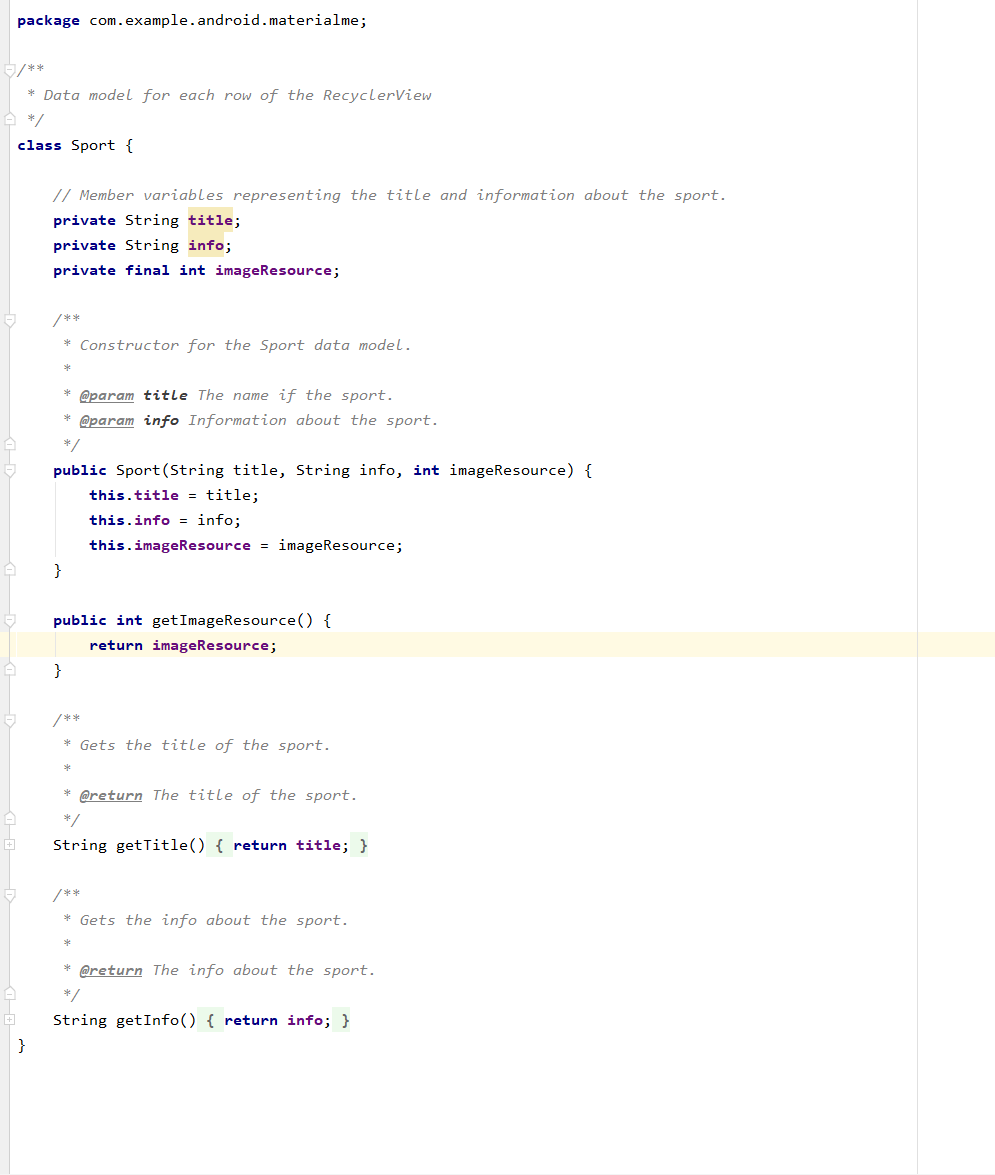 package com.example.android.materialme;
/**
 * Data model for each row of the RecyclerView
 */
class Sport {
    // Member variables representing the title and information about the sport.
    private String title;
    private String info;
    private final int imageResource;
    /**
     * Constructor for the Sport data model.
     *
     * @param title The name if the sport.
     * @param info Information about the sport.
     */
    public Sport(String title, String info, int imageResource) {
        this.title = title;
        this.info = info;
        this.imageResource = imageResource;
    }
    public int getImageResource() {
        return imageResource;
    }
    /**
     * Gets the title of the sport.
     *
     * @return The title of the sport.
     */
    String getTitle() { return title; }
    /**
     * Gets the info about the sport.
     *
     * @return The info about the sport.
     */
    String getInfo() { return info; }
}